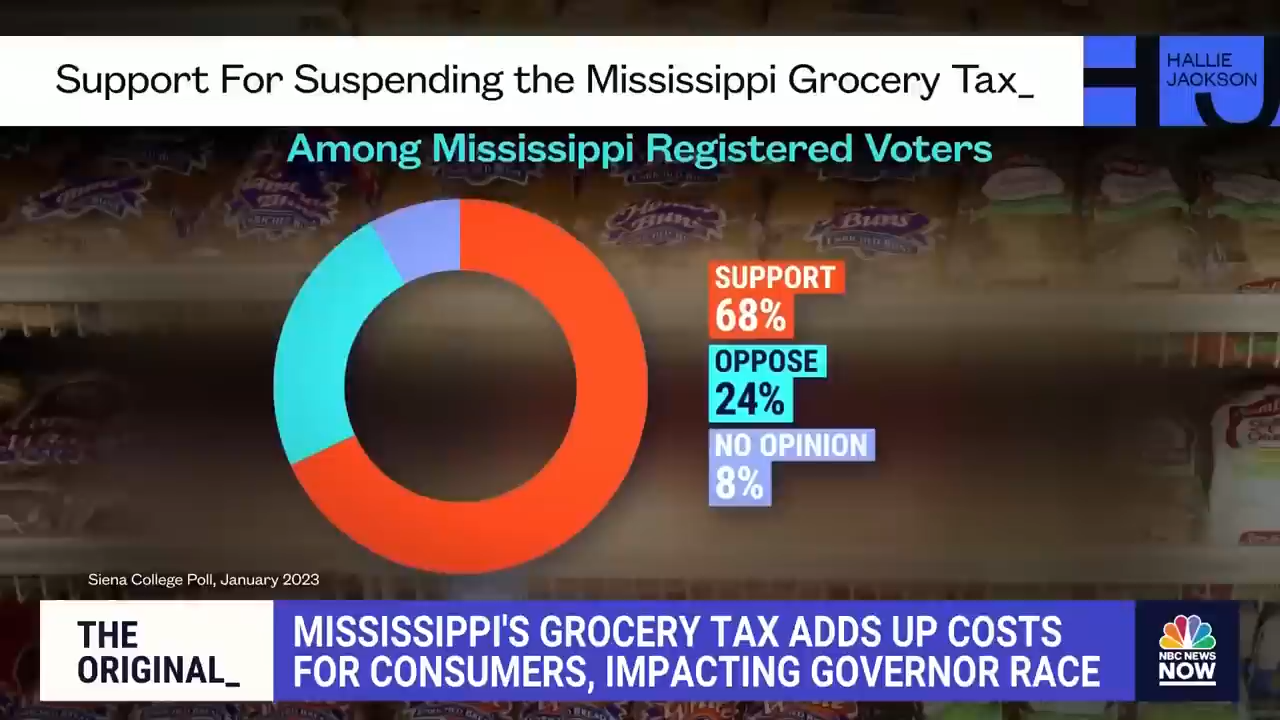 Support For Suspending the Mississippi Grocery Tax_
HALLIE
JACKSON
Among Mississippi Registered Voters
Buns
Buns
SUPPORT
68%
OPPOSE
24%
NO OPINION
8%
Siena College Poll, January 2023
THE
ORIGINAL_
MISSISSIPPI'S GROCERY TAX ADDS UP COSTS
FOR CONSUMERS, IMPACTING GOVERNOR RACE
NBC NEWS
NOW